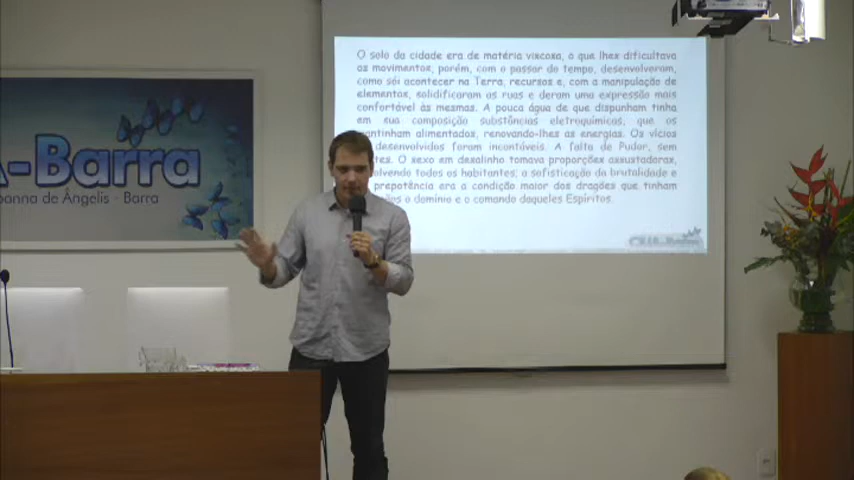 O solo da cidade era de matéria viscosa, o que lhes dificultava
os movimentos, porém, com o passar do tempo, desenvolveram,
como sói acontecer na Terra, recursos e, com a manipulação de
elementos, solidificaram as ruas e deram uma expressão mais
confortável às mesmas. A pouca água de que dispunham tinha
em sua composição substâncias eletroquímicas, que os
mantinham alimentados, renovando-lhes as energias. Os vícios
desenvolvidos foram incontáveis. A falta de Pudor, sem
O sexo em desalinho tomava proporções assustadoras,
todos os habitantes; a sofisticação da brutalidade e
prepotência era a condição maior dos dragões que tinham
o domínio e o comando daqueles Espíritos.
-Barra
de Ângelis - Barra